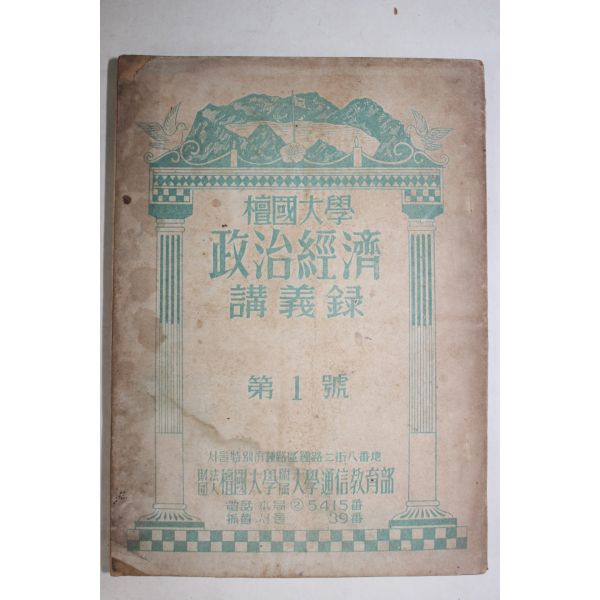 檀國大學
政治經濟
講義録
第1號
서울特別市鍾路區鍾路二街八番地
財團法人檀國大學附屬大學通信教育部
電話 本局 ② 5415番
振替 서울 39番